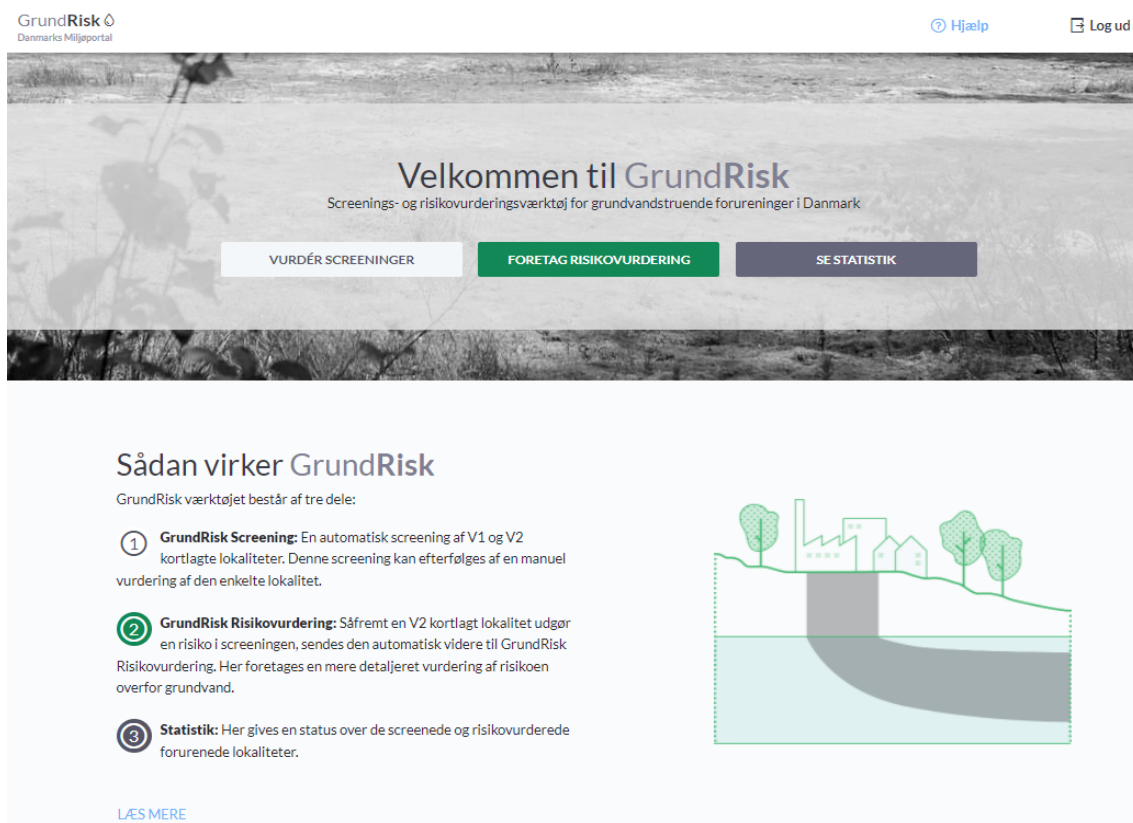 GrundRisk
Danmarks Miljøportal
Hjælp
Log ud
Velkommen til GrundRisk
Screenings- og risikovurderingsværktøj for grundvandstruende forureninger i Danmark
VURDÉR SCREENINGER
FORETAG RISIKOVURDERING
SE STATISTIK
Sådan virker GrundRisk
GrundRisk værktøjet består af tre dele:
1 GrundRisk Screening: En automatisk screening af V1 og V2
kortlagte lokaliteter. Denne screening kan efterfølges af en manuel
vurdering af den enkelte lokalitet.
2 GrundRisk Risikovurdering: Såfremt en V2 kortlagt lokalitet udgør
en risiko i screeningen, sendes den automatisk videre til GrundRisk
Risikovurdering. Her foretages en mere detaljeret vurdering af risikoen
overfor grundvand.
3 Statistik: Her gives en status over de screenede og risikovurderede
forurenede lokaliteter.
LÆS MERE